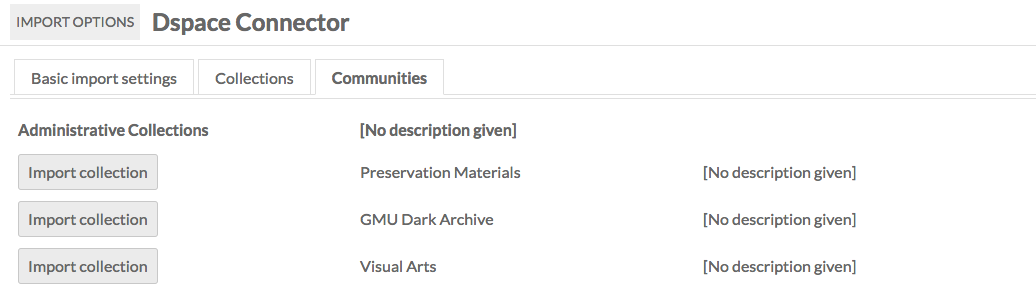 IMPORT OPTIONS Dspace Connector
Basic import settings Collections Communities
Administrative Collections [No description given]
Import collection Preservation Materials [No description given]
Import collection GMU Dark Archive [No description given]
Import collection Visual Arts [No description given]